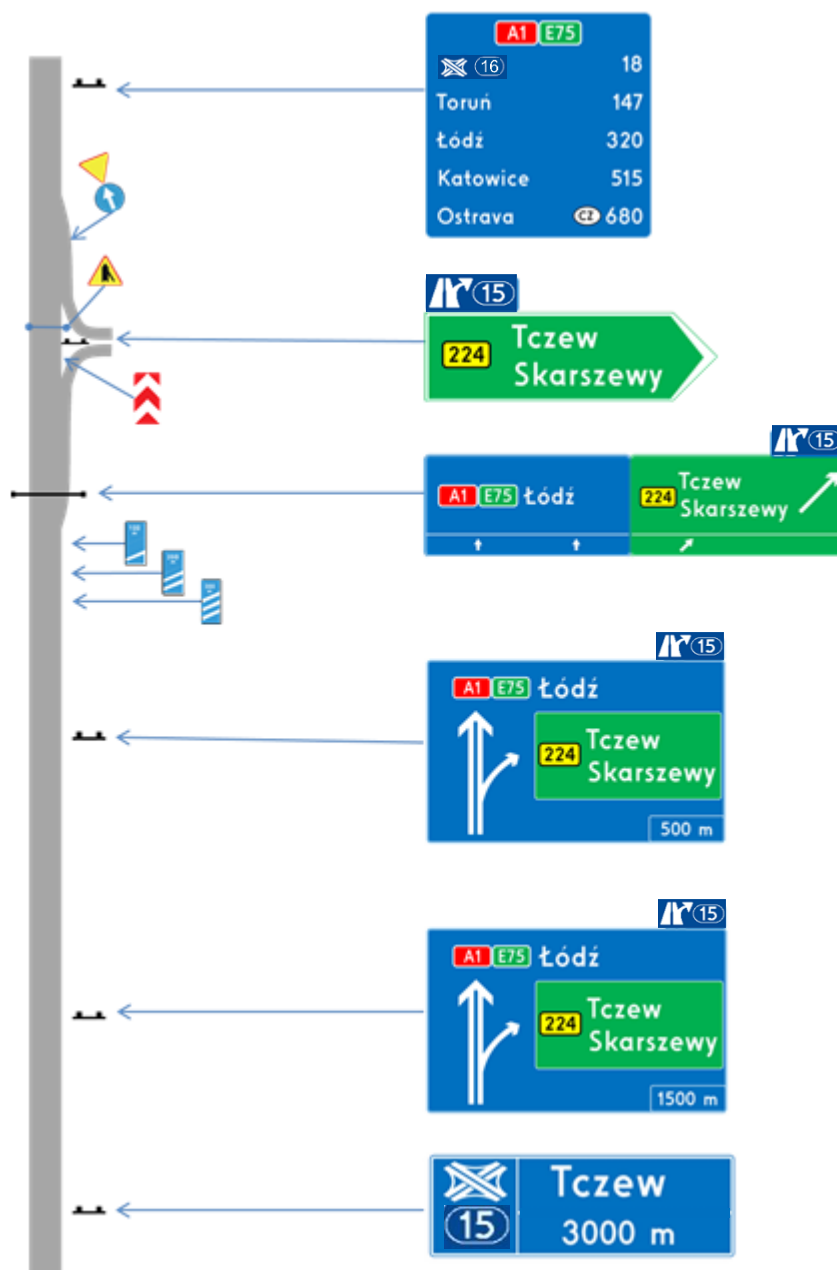 A1 E75
16 18
Toruń 147
Łódź 320
Katowice 515
Ostrava CZ 680
15
224 Tczew
Skarszewy
15
A1 E75 Łódź
224 Tczew
Skarszewy
15
A1 E75 Łódź
224 Tczew
Skarszewy
500 m
15
A1 E75 Łódź
224 Tczew
Skarszewy
1500 m
15
Tczew
3000 m